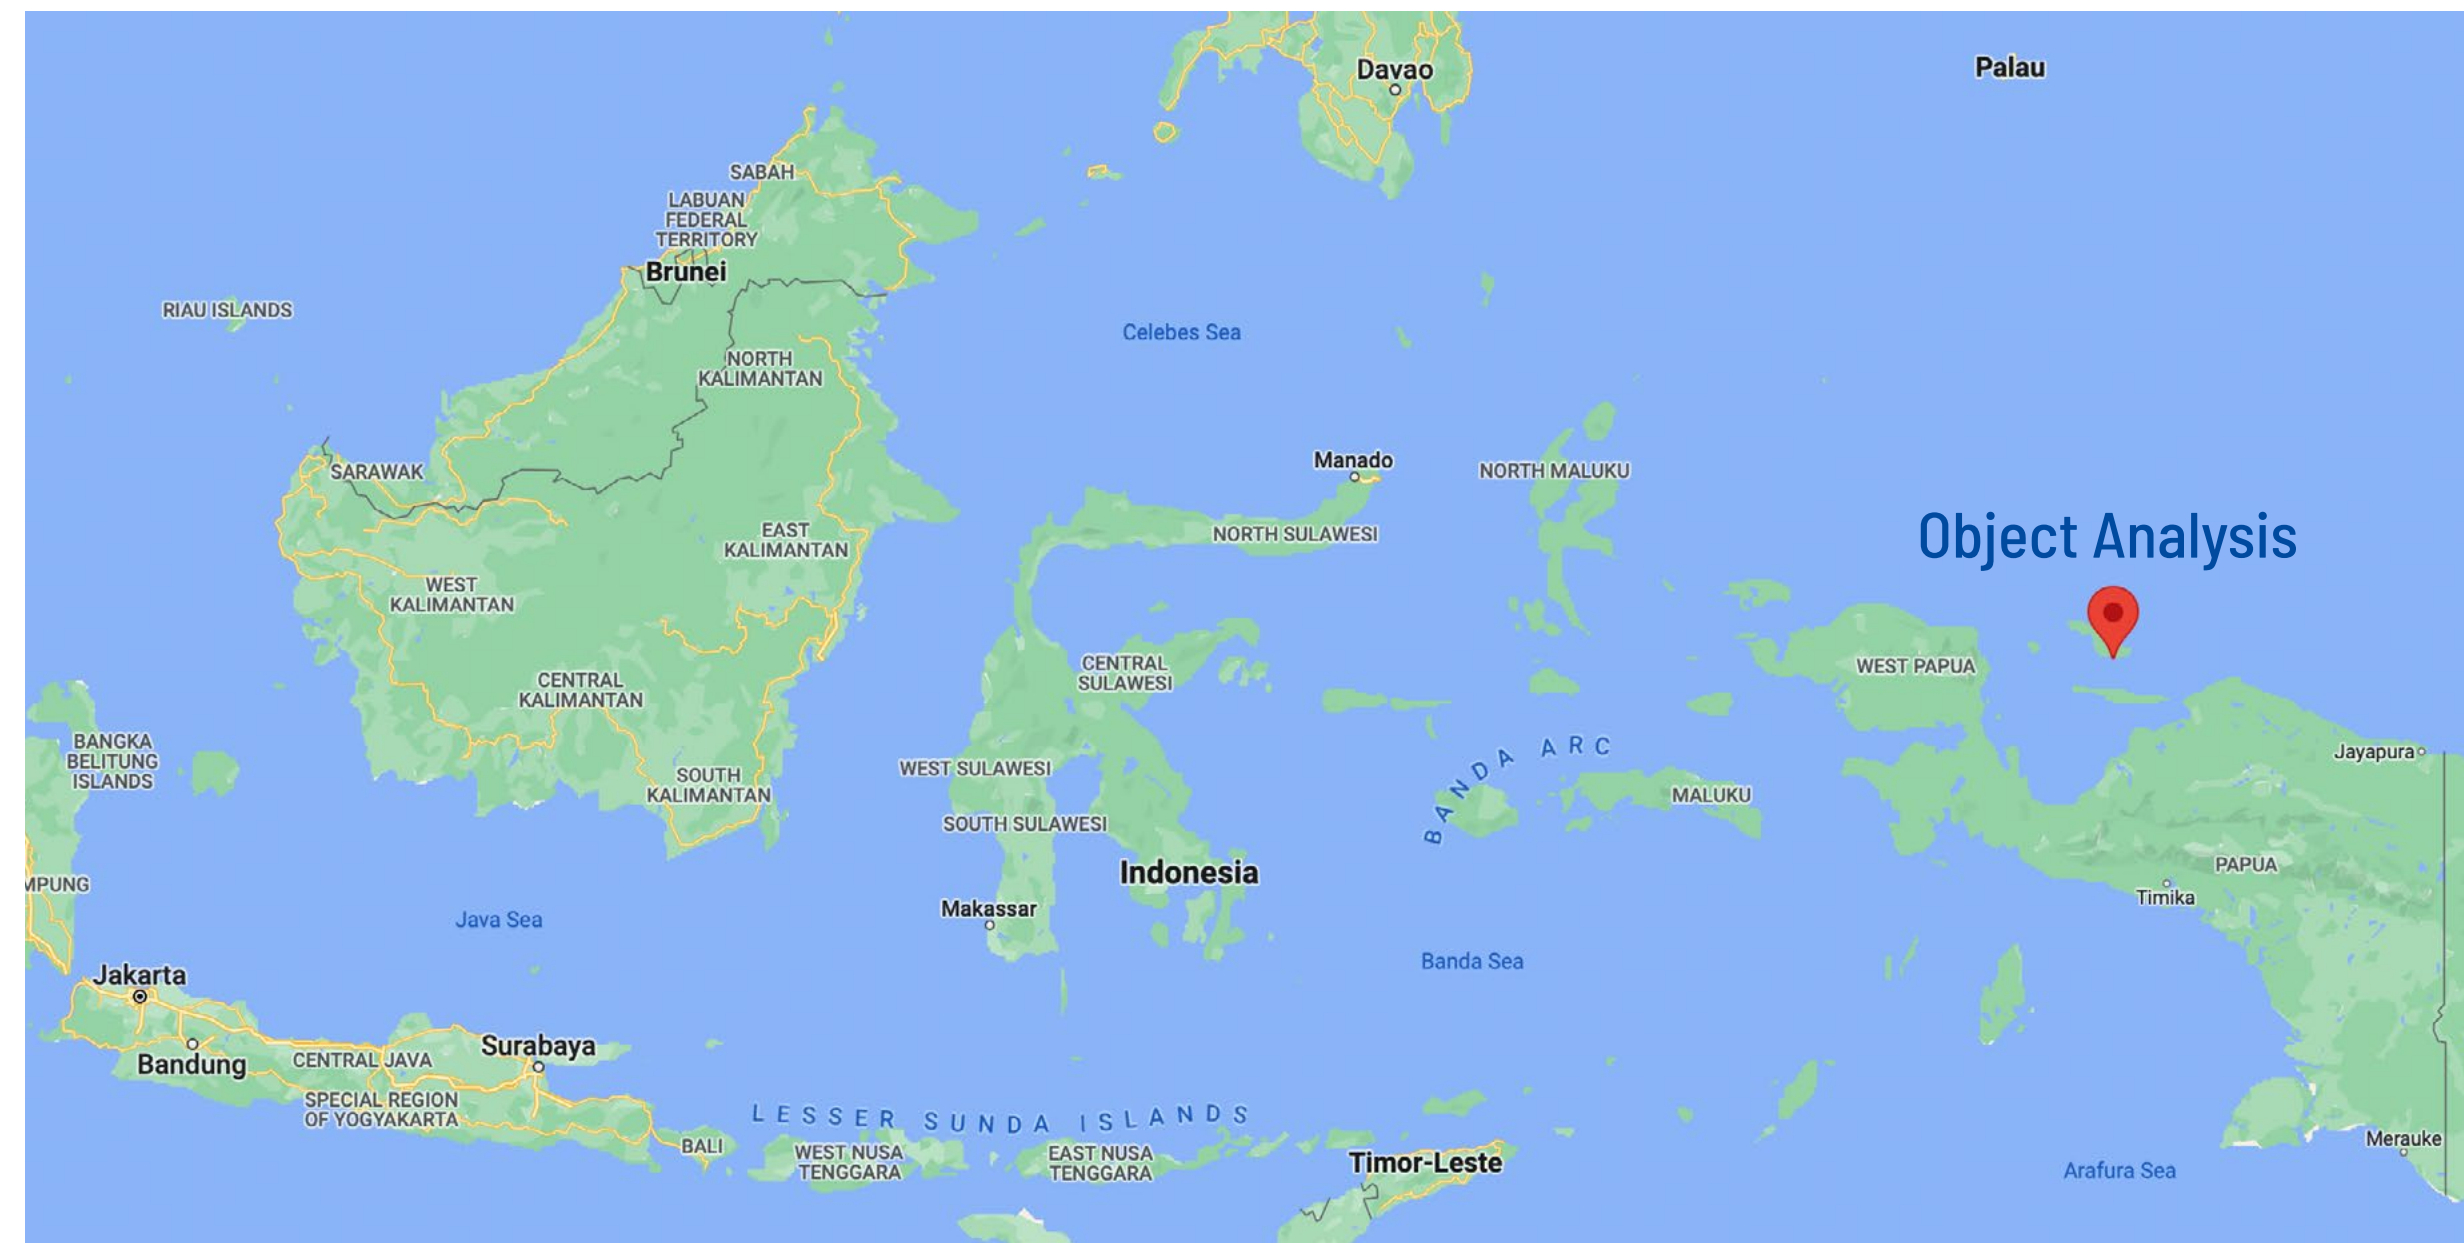 Davao
Palau
SABAH
LABUAN
FEDERAL
TERRITORY
Brunei
RIAU ISLANDS
Celebes Sea
NORTH
KALIMANTAN
Manado
NORTH MALUKU
SARAWAK
NORTH SULAWESI
EAST
KALIMANTAN
Object Analysis
WEST
KALIMANTAN
CENTRAL
SULAWESI
WEST PAPUA
CENTRAL
KALIMANTAN
BANGKA
BELITUNG
ISLANDS
BANDA ARC
Jayapura
WEST SULAWESI
SOUTH
KALIMANTAN
MALUKU
SOUTH SULAWESI
PAPUA
Indonesia
MPUNG
Timika
Makassar
Java Sea
Banda Sea
Jakarta
Surabaya
Bandung
CENTRAL JAVA
SPECIAL REGION
OF YOGYAKARTA
LESSER SUNDA ISLANDS
BALI
WEST NUSA
TENGGARA
EAST NUSA
TENGGARA
Timor-Leste
Merauke
Arafura Sea